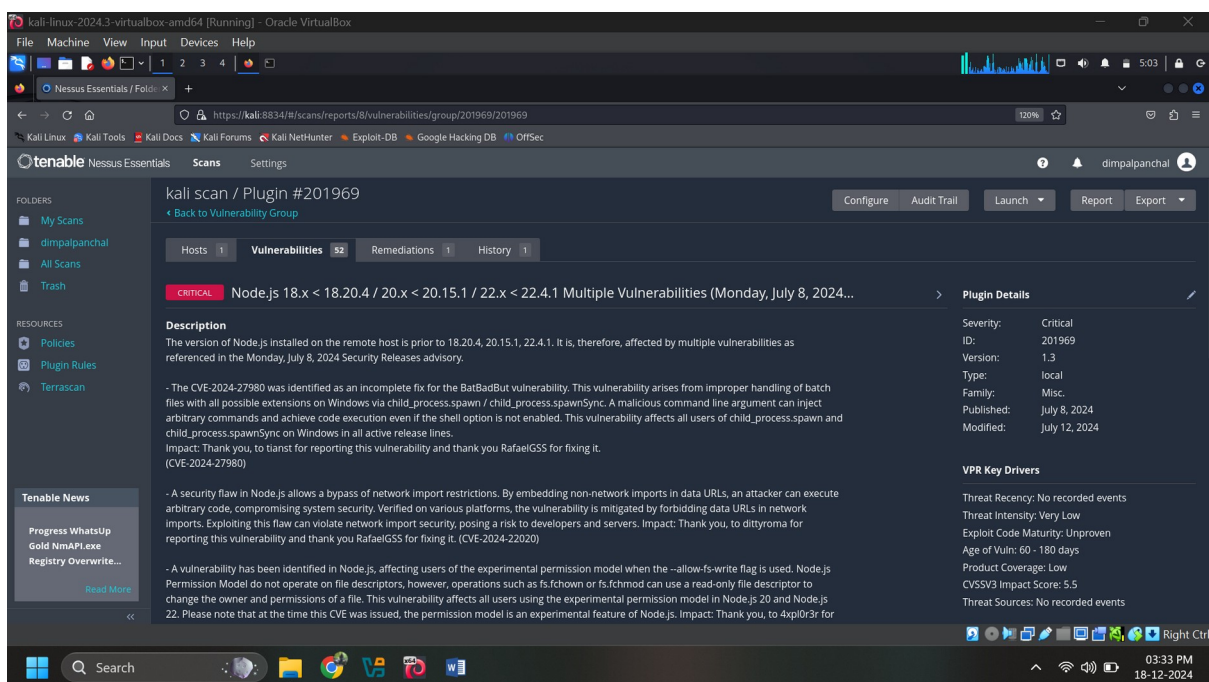 kali-linux-2024.3-virtualbox-amd64 [Running] - Oracle VirtualBox
File Machine View Input Devices Help
1 2 3 4 5:03
Nessus Essentials / Folde
https://kali:8834/#/scans/reports/8/vulnerabilities/group/201969/201969 120%
Kali Linux Kali Tools Kali Docs Kali Forums Kali NetHunter Exploit-DB Google Hacking DB OffSec
tenable Nessus Essentials Scans Settings dimpalpanchal
FOLDERS
My Scans
dimpalpanchal
All Scans
Trash
RESOURCES
Policies
Plugin Rules
Terrascan
Tenable News
Progress WhatsUp
Gold NmAPI.exe
Registry Overwrite...
Read More
kali scan / Plugin #201969
Back to Vulnerability Group
Configure Audit Trail Launch Report Export
Hosts 1 Vulnerabilities 52 Remediations 1 History 1
CRITICAL Node.js 18.x < 18.20.4 / 20.x < 20.15.1 / 22.x < 22.4.1 Multiple Vulnerabilities (Monday, July 8, 2024...
Description
The version of Node.js installed on the remote host is prior to 18.20.4, 20.15.1, 22.4.1. It is, therefore, affected by multiple vulnerabilities as
referenced in the Monday, July 8, 2024 Security Releases advisory.
- The CVE-2024-27980 was identified as an incomplete fix for the BatBadBut vulnerability. This vulnerability arises from improper handling of batch
files with all possible extensions on Windows via child_process.spawn / child_process.spawnSync. A malicious command line argument can inject
arbitrary commands and achieve code execution even if the shell option is not enabled. This vulnerability affects all users of child_process.spawn and
child_process.spawnSync on Windows in all active release lines.
Impact: Thank you, to tianst for reporting this vulnerability and thank you RafaelGSS for fixing it.
(CVE-2024-27980)
- A security flaw in Node.js allows a bypass of network import restrictions. By embedding non-network imports in data URLs, an attacker can execute
arbitrary code, compromising system security. Verified on various platforms, the vulnerability is mitigated by forbidding data URLs in network
imports. Exploiting this flaw can violate network import security, posing a risk to developers and servers. Impact: Thank you, to dittyroma for
reporting this vulnerability and thank you RafaelGSS for fixing it. (CVE-2024-22020)
- A vulnerability has been identified in Node.js, affecting users of the experimental permission model when the --allow-fs-write flag is used. Node.js
Permission Model do not operate on file descriptors, however, operations such as fs.fchown or fs.fchmod can use a read-only file descriptor to
change the owner and permissions of a file. This vulnerability affects all users using the experimental permission model in Node.js 20 and Node.js
22. Please note that at the time this CVE was issued, the permission model is an experimental feature of Node.js. Impact: Thank you, to 4xpl0r3r for
Plugin Details
Severity: Critical
ID: 201969
Version: 1.3
Type: local
Family: Misc.
Published: July 8, 2024
Modified: July 12, 2024
VPR Key Drivers
Threat Recency: No recorded events
Threat Intensity: Very Low
Exploit Code Maturity: Unproven
Age of Vuln: 60 - 180 days
Product Coverage: Low
CVSSV3 Impact Score: 5.5
Threat Sources: No recorded events
Right Ctrl
Search
03:33 PM
18-12-2024